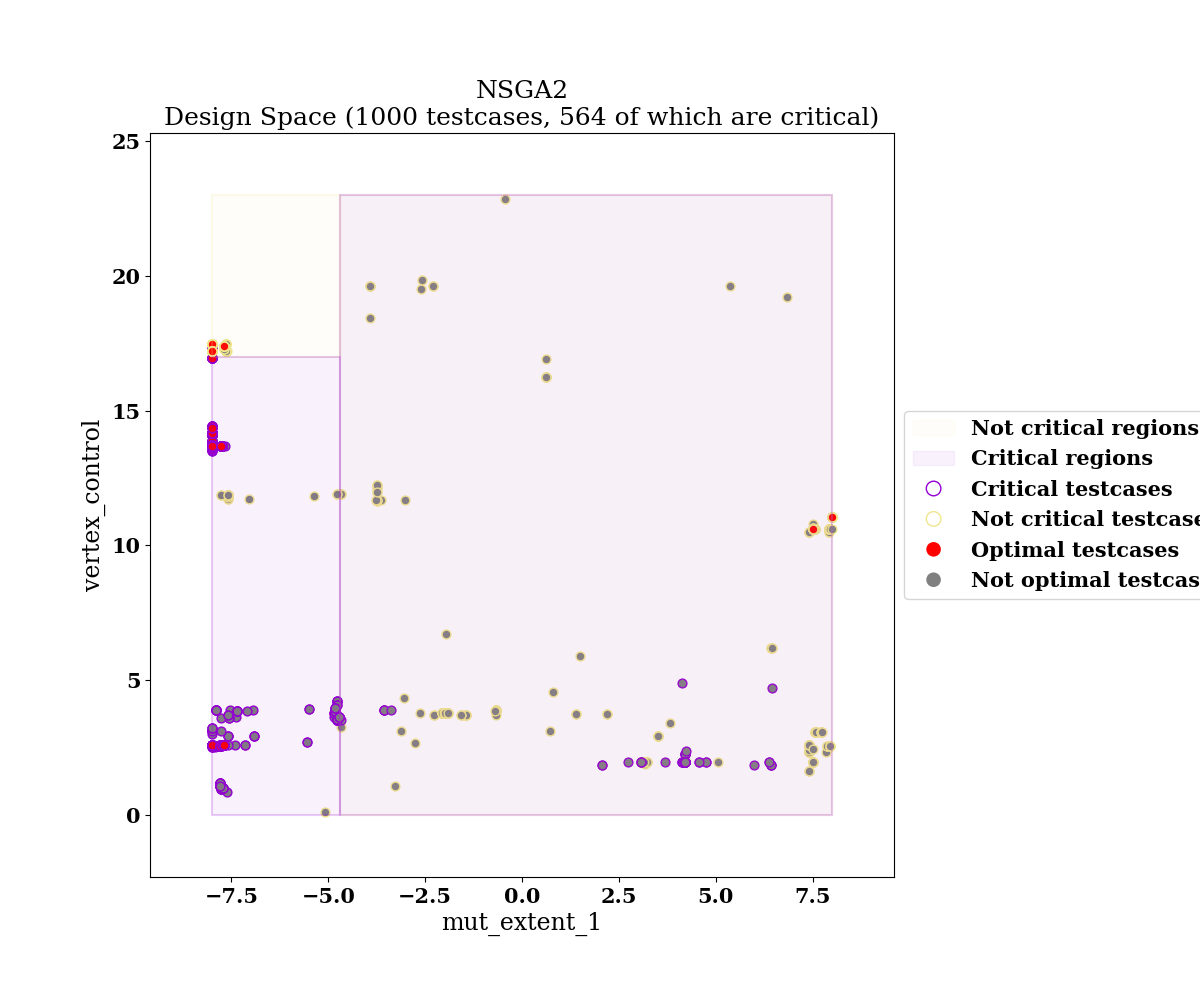 NSGA2
Design Space (1000 testcases, 564 of which are critical)
25
20
15
10
5
0
vertex_control
−7.5 −5.0 −2.5 0.0 2.5 5.0 7.5
mut_extent_1
Not critical regions
Critical regions
Critical testcases
Not critical testcase
Optimal testcases
Not optimal testcas